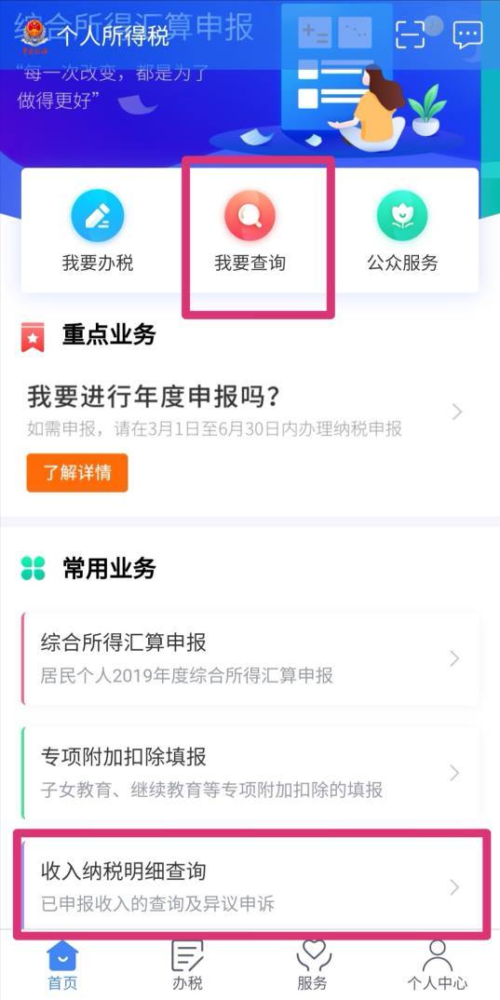 综合所得汇算申报
个人所得税
“每一次改变，都是为了
做得更好”
我要办税
我要查询
公众服务
重点业务
我要进行年度申报吗？
如需申报，请在3月1日至6月30日内办理纳税申报
了解详情
常用业务
综合所得汇算申报
居民个人2019年度综合所得汇算申报
专项附加扣除填报
子女教育、继续教育等专项附加扣除的填报
收入纳税明细查询
已申报收入的查询及异议申诉
首页
办税
服务
个人中心